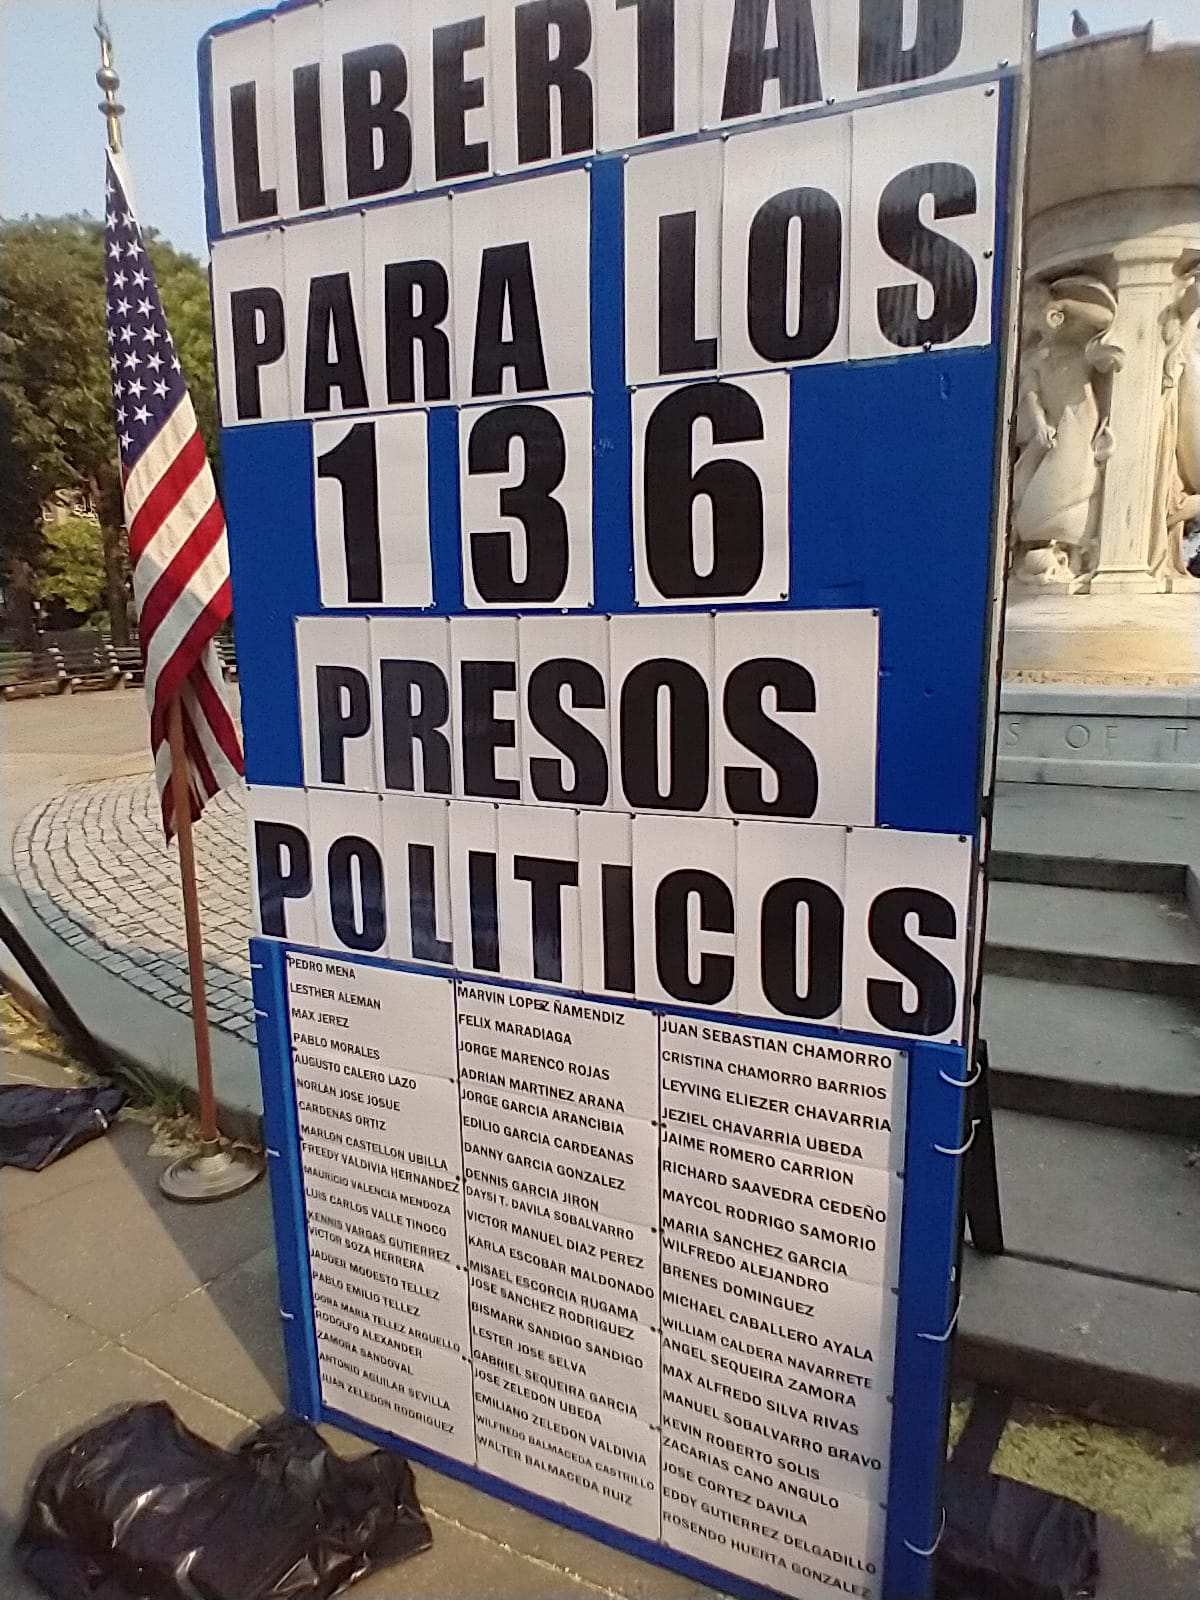 LIBERTAD
PARA LOS
136
PRESOS
POLITICOS
PEDRO MENA
LESTHER ALEMAN
MAX JEREZ
PABLO MORALES
AUGUSTO CALERO LAZO
NORLAN JOSE JOSUE
CARDENAS ORTIZ
MARLON CASTELLON UBILLA
FREEDY VALDIVIA HERNANDEZ
MAURICIO VALENCIA MENDOZA
LUIS CARLOS VALLE TINOCO
KENNIS VARGAS GUTIERREZ
VICTOR SOZA HERRERA
JADDER MODESTO TELLEZ
PABLO EMILIO TELLEZ
DORA MARIA TELLEZ ARGUELLO
RODOLFO ALEXANDER
ZAMORA SANDOVAL
ANTONIO AGUILAR SEVILLA
JUAN ZELEDON RODRIGUEZ
MARVIN LOPEZ ÑAMENDIZ
FELIX MARADIAGA
JORGE MARENCO ROJAS
ADRIAN MARTINEZ ARANA
JORGE GARCIA ARANCIBIA
EDILIO GARCIA CARDEANAS
DANNY GARCIA GONZALEZ
DENNIS GARCIA JIRON
DAYSI T. DAVILA SOBALVARRO
VICTOR MANUEL DIAZ PEREZ
KARLA ESCOBAR MALDONADO
MISAEL ESCORCIA RUGAMA
JOSE SANCHEZ RODRIGUEZ
BISMARK SANDIGO SANDIGO
LESTER JOSE SELVA
GABRIEL SEQUEIRA GARCIA
JOSE ZELEDON UBEDA
EMILIANO ZELEDON VALDIVIA
WILFREDO BALMACEDA CASTRILLO
WALTER BALMACEDA RUIZ
JUAN SEBASTIAN CHAMORRO
CRISTINA CHAMORRO BARRIOS
LEYVING ELIEZER CHAVARRIA
JEZIEL CHAVARRIA UBEDA
JAIME ROMERO CARRION
RICHARD SAAVEDRA CEDEÑO
MAYCOL RODRIGO SAMORIO
MARIA SANCHEZ GARCIA
WILFREDO ALEJANDRO
BRENES DOMINGUEZ
MICHAEL CABALLERO AYALA
WILLIAM CALDERA NAVARRETE
ANGEL SEQUEIRA ZAMORA
MAX ALFREDO SILVA RIVAS
MANUEL SOBALVARRO BRAVO
KEVIN ROBERTO SOLIS
ZACARIAS CANO ANGULO
JOSE CORTEZ DAVILA
EDDY GUTIERREZ DELGADILLO
ROSENDO HUERTA GONZALEZ
S OF T